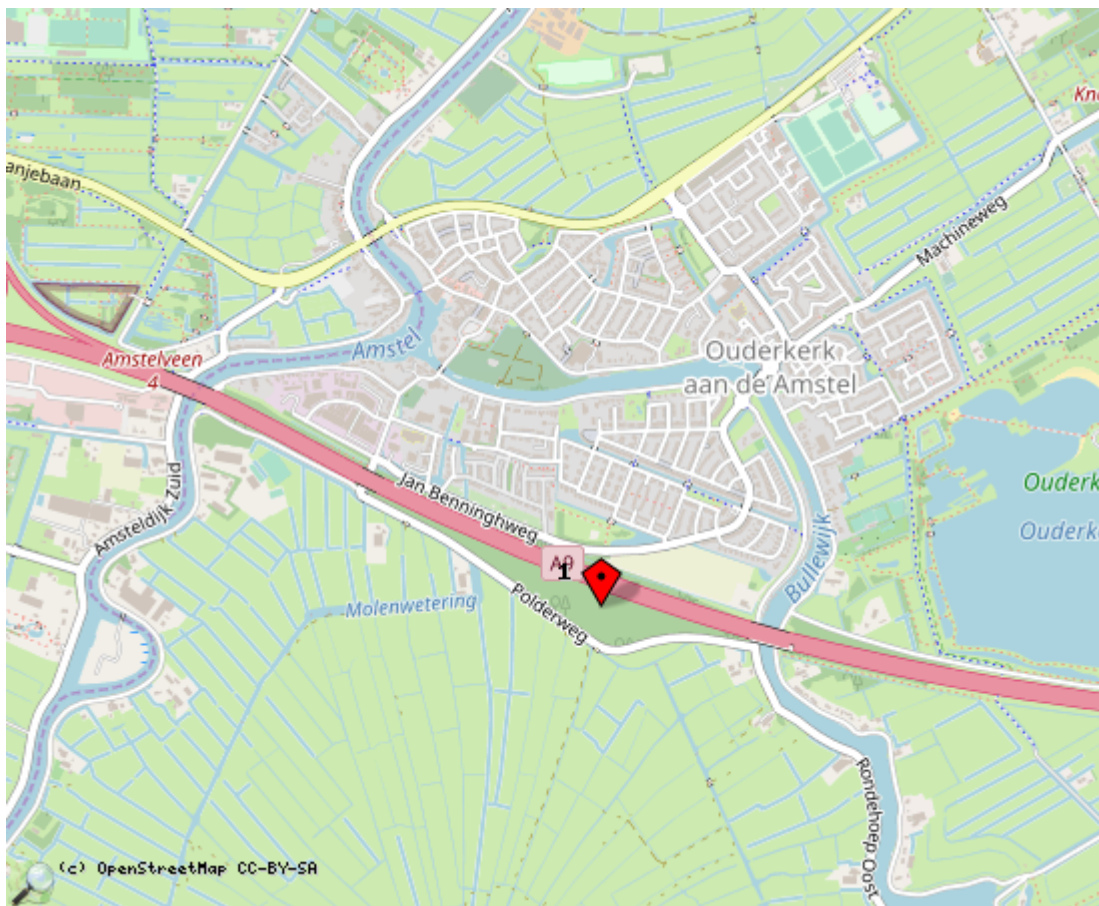 Kn
anjebaan
Machineweg
Amstel
Amstelveen
4
Ouderkerk
aan de Amstel
Jan Benninghweg
Ouderk
Ouderk
Amsteldijk Zuid
Bullewijk
A9
1
Molenwetering
Polderweg
Rondehoep Oost
(c) OpenStreetMap CC-BY-SA